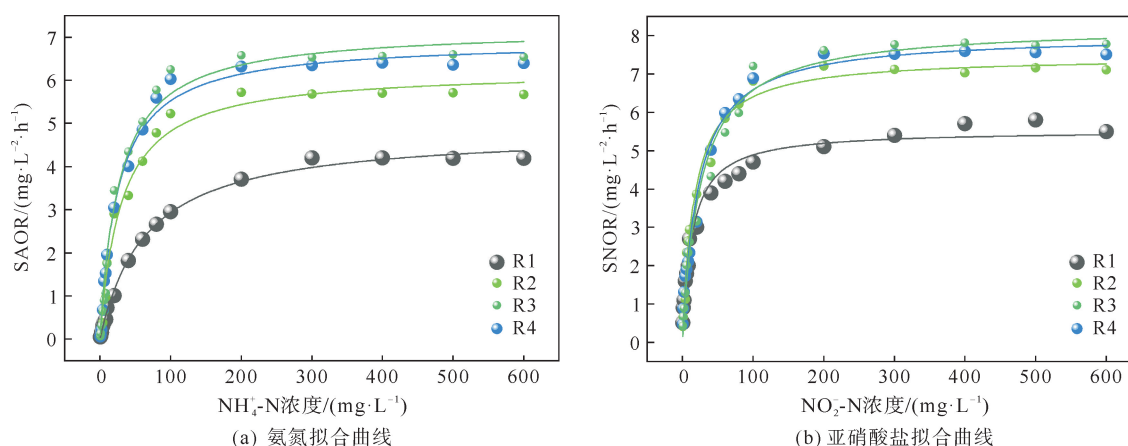 7
6
5
4
3
2
1
0
SAOR/(mg·L⁻²·h⁻¹)
R1
R2
R3
R4
0 100 200 300 400 500 600
NH₄⁺-N浓度/(mg·L⁻¹)
(a) 氨氮拟合曲线
8
7
6
5
4
3
2
1
0
SNOR/(mg·L⁻²·h⁻¹)
R1
R2
R3
R4
0 100 200 300 400 500 600
NO₂⁻-N浓度/(mg·L⁻¹)
(b) 亚硝酸盐拟合曲线